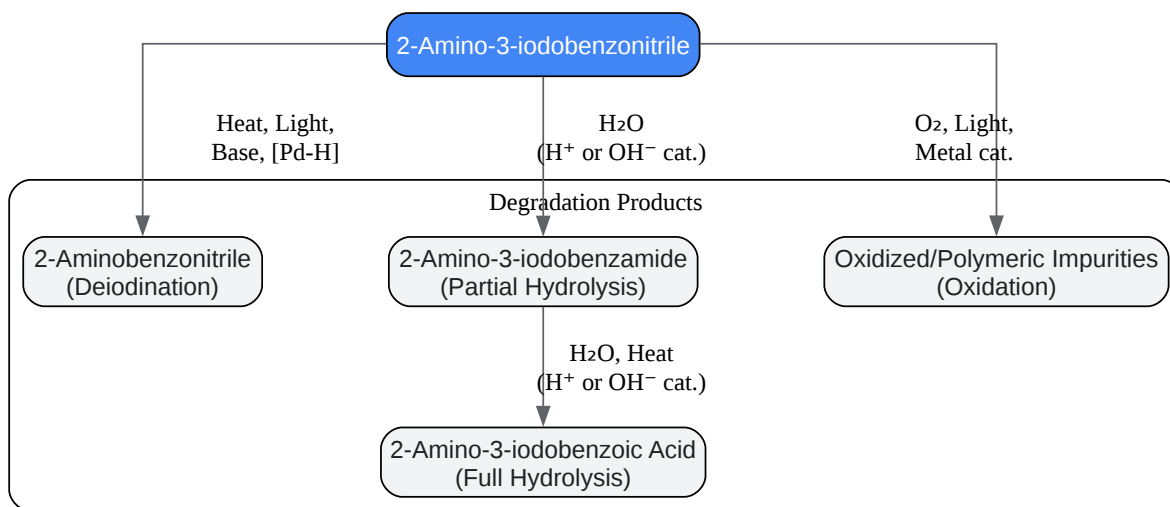 2-Amino-3-iodobenzonitrile
Heat, Light,
Base, [Pd-H]
H₂O
(H⁺ or OH⁻ cat.)
O₂, Light,
Metal cat.
Degradation Products
2-Aminobenzonitrile
(Deiodination)
2-Amino-3-iodobenzamide
(Partial Hydrolysis)
Oxidized/Polymeric Impurities
(Oxidation)
H₂O, Heat
(H⁺ or OH⁻ cat.)
2-Amino-3-iodobenzoic Acid
(Full Hydrolysis)